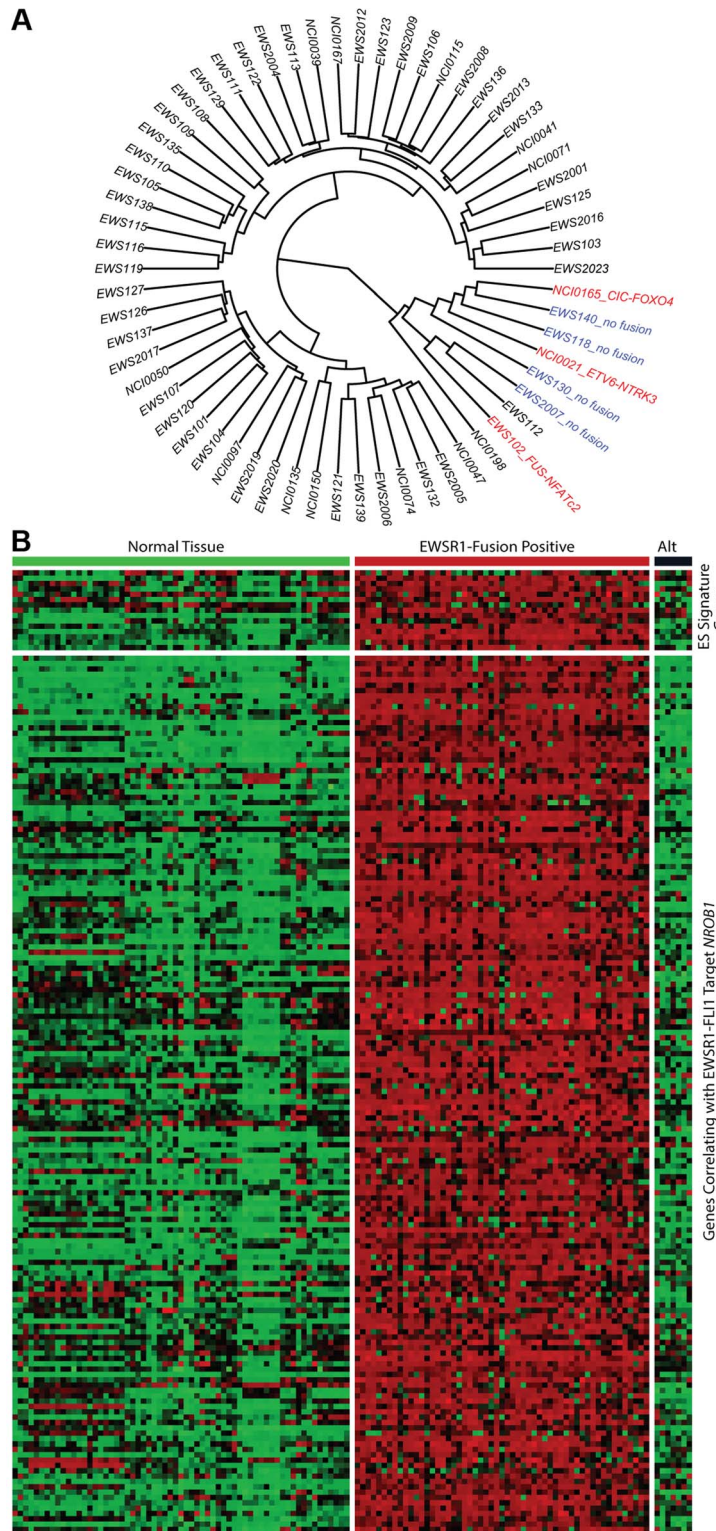 A
EWS119
EWS116
EWS115
EWS138
EWS105
EWS110
EWS135
EWS109
EWS108
EWS129
EWS111
EWS122
EWS2004
EWS113
NCI0039
NCI0167
EWS2012
EWS123
EWS2009
EWS106
NCI0115
EWS2008
EWS136
EWS2013
EWS133
NCI0041
NCI0071
EWS2001
EWS125
EWS2016
EWS103
EWS2023
NCI0165_CIC-FOXO4
EWS140_no fusion
EWS118_no fusion
NCI0021_ETV6-NTRK3
EWS130_no fusion
EWS2007_no fusion
EWS112
EWS102_FUS-NFATc2
NCI0198
NCI0047
EWS2005
EWS132
NCI0074
EWS2006
EWS139
EWS121
NCI0150
NCI0135
EWS2020
EWS2019
NCI0097
EWS104
EWS101
EWS120
EWS107
NCI0050
EWS2017
EWS137
EWS126
EWS127
B
Normal Tissue
EWSR1-Fusion Positive
Alt
ES Signature
Genes Correlating with EWSR1-FLI1 Target NROB1